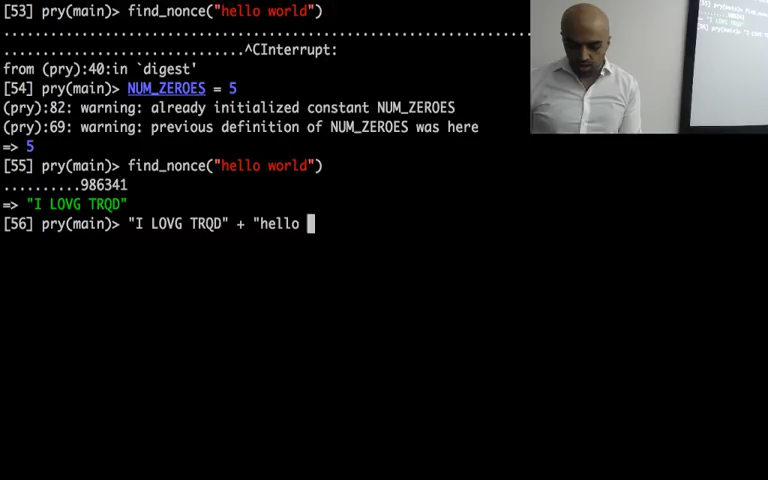 [53] pry(main)> find_nonce("hello world")
................................................................................
....................................^CInterrupt:
from (pry):40:in `digest'
[54] pry(main)> NUM_ZEROES = 5
(pry):82: warning: already initialized constant NUM_ZEROES
(pry):69: warning: previous definition of NUM_ZEROES was here
=> 5
[55] pry(main)> find_nonce("hello world")
..........986341
=> "I LOVG TRQD"
[56] pry(main)> "I LOVG TRQD" + "hello